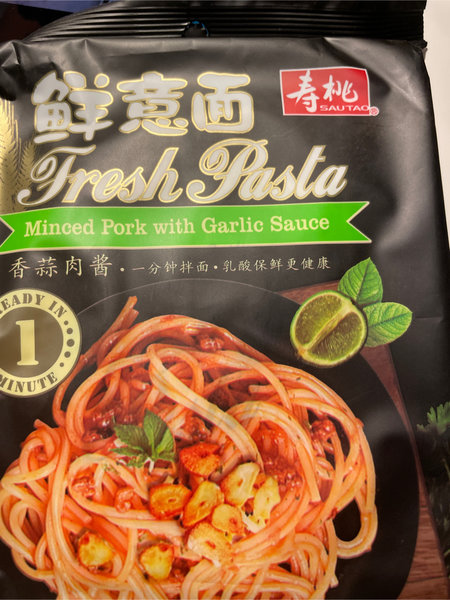 鲜意面
寿桃
SAUTAO
Fresh Pasta
Minced Pork with Garlic Sauce
香蒜肉酱·一分钟拌面·乳酸保鲜更健康
READY IN
1
MINUTE